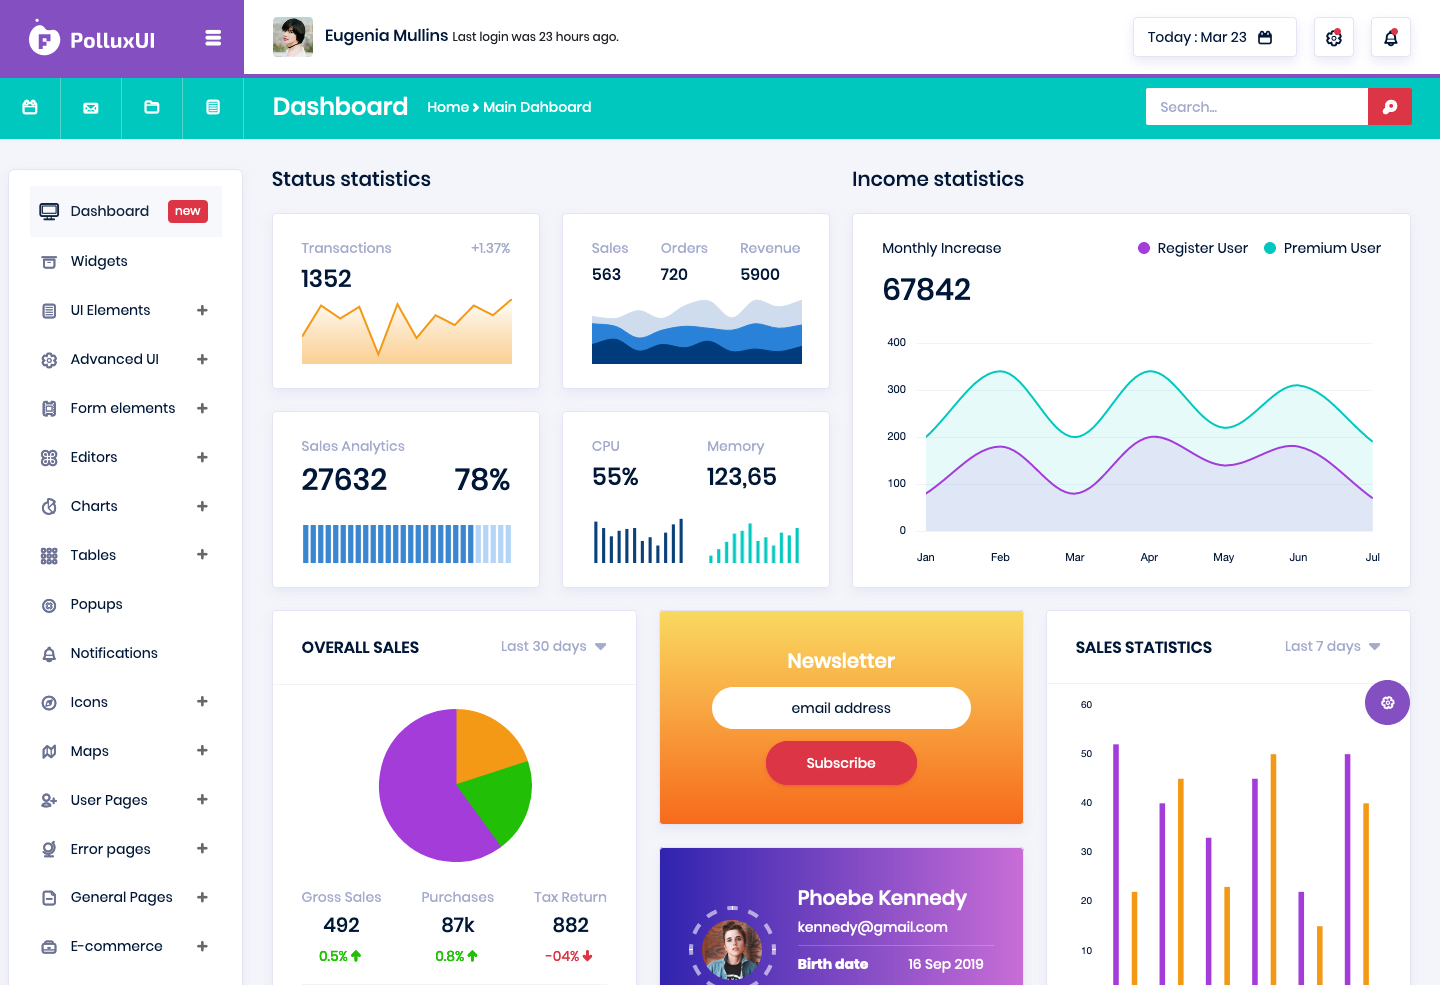 PolluxUI
Eugenia Mullins Last login was 23 hours ago.
Today : Mar 23
Dashboard
Home Main Dahboard
Search...
Dashboard new
Widgets
UI Elements
Advanced UI
Form elements
Editors
Charts
Tables
Popups
Notifications
Icons
Maps
User Pages
Error pages
General Pages
E-commerce
Status statistics
Transactions +1.37%
1352
Sales Orders Revenue
563 720 5900
Sales Analytics
27632 78%
CPU Memory
55% 123,65
Income statistics
Monthly Increase
Register User Premium User
67842
400
300
200
100
0
Jan Feb Mar Apr May Jun Jul
OVERALL SALES Last 30 days
Gross Sales Purchases Tax Return
492 87k 882
0.5% 0.8% -04%
Newsletter
email address
Subscribe
Phoebe Kennedy
kennedy@gmail.com
Birth date 16 Sep 2019
SALES STATISTICS Last 7 days
60
50
40
30
20
10